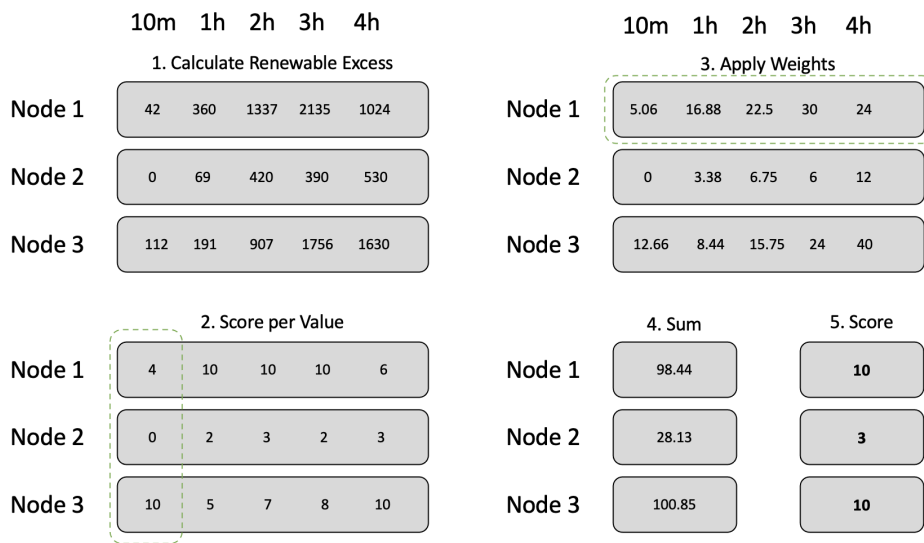 10m 1h 2h 3h 4h
1. Calculate Renewable Excess
Node 1 42 360 1337 2135 1024
Node 2 0 69 420 390 530
Node 3 112 191 907 1756 1630
2. Score per Value
Node 1 4 10 10 10 6
Node 2 0 2 3 2 3
Node 3 10 5 7 8 10
10m 1h 2h 3h 4h
3. Apply Weights
Node 1 5.06 16.88 22.5 30 24
Node 2 0 3.38 6.75 6 12
Node 3 12.66 8.44 15.75 24 40
4. Sum 5. Score
Node 1 98.44 10
Node 2 28.13 3
Node 3 100.85 10